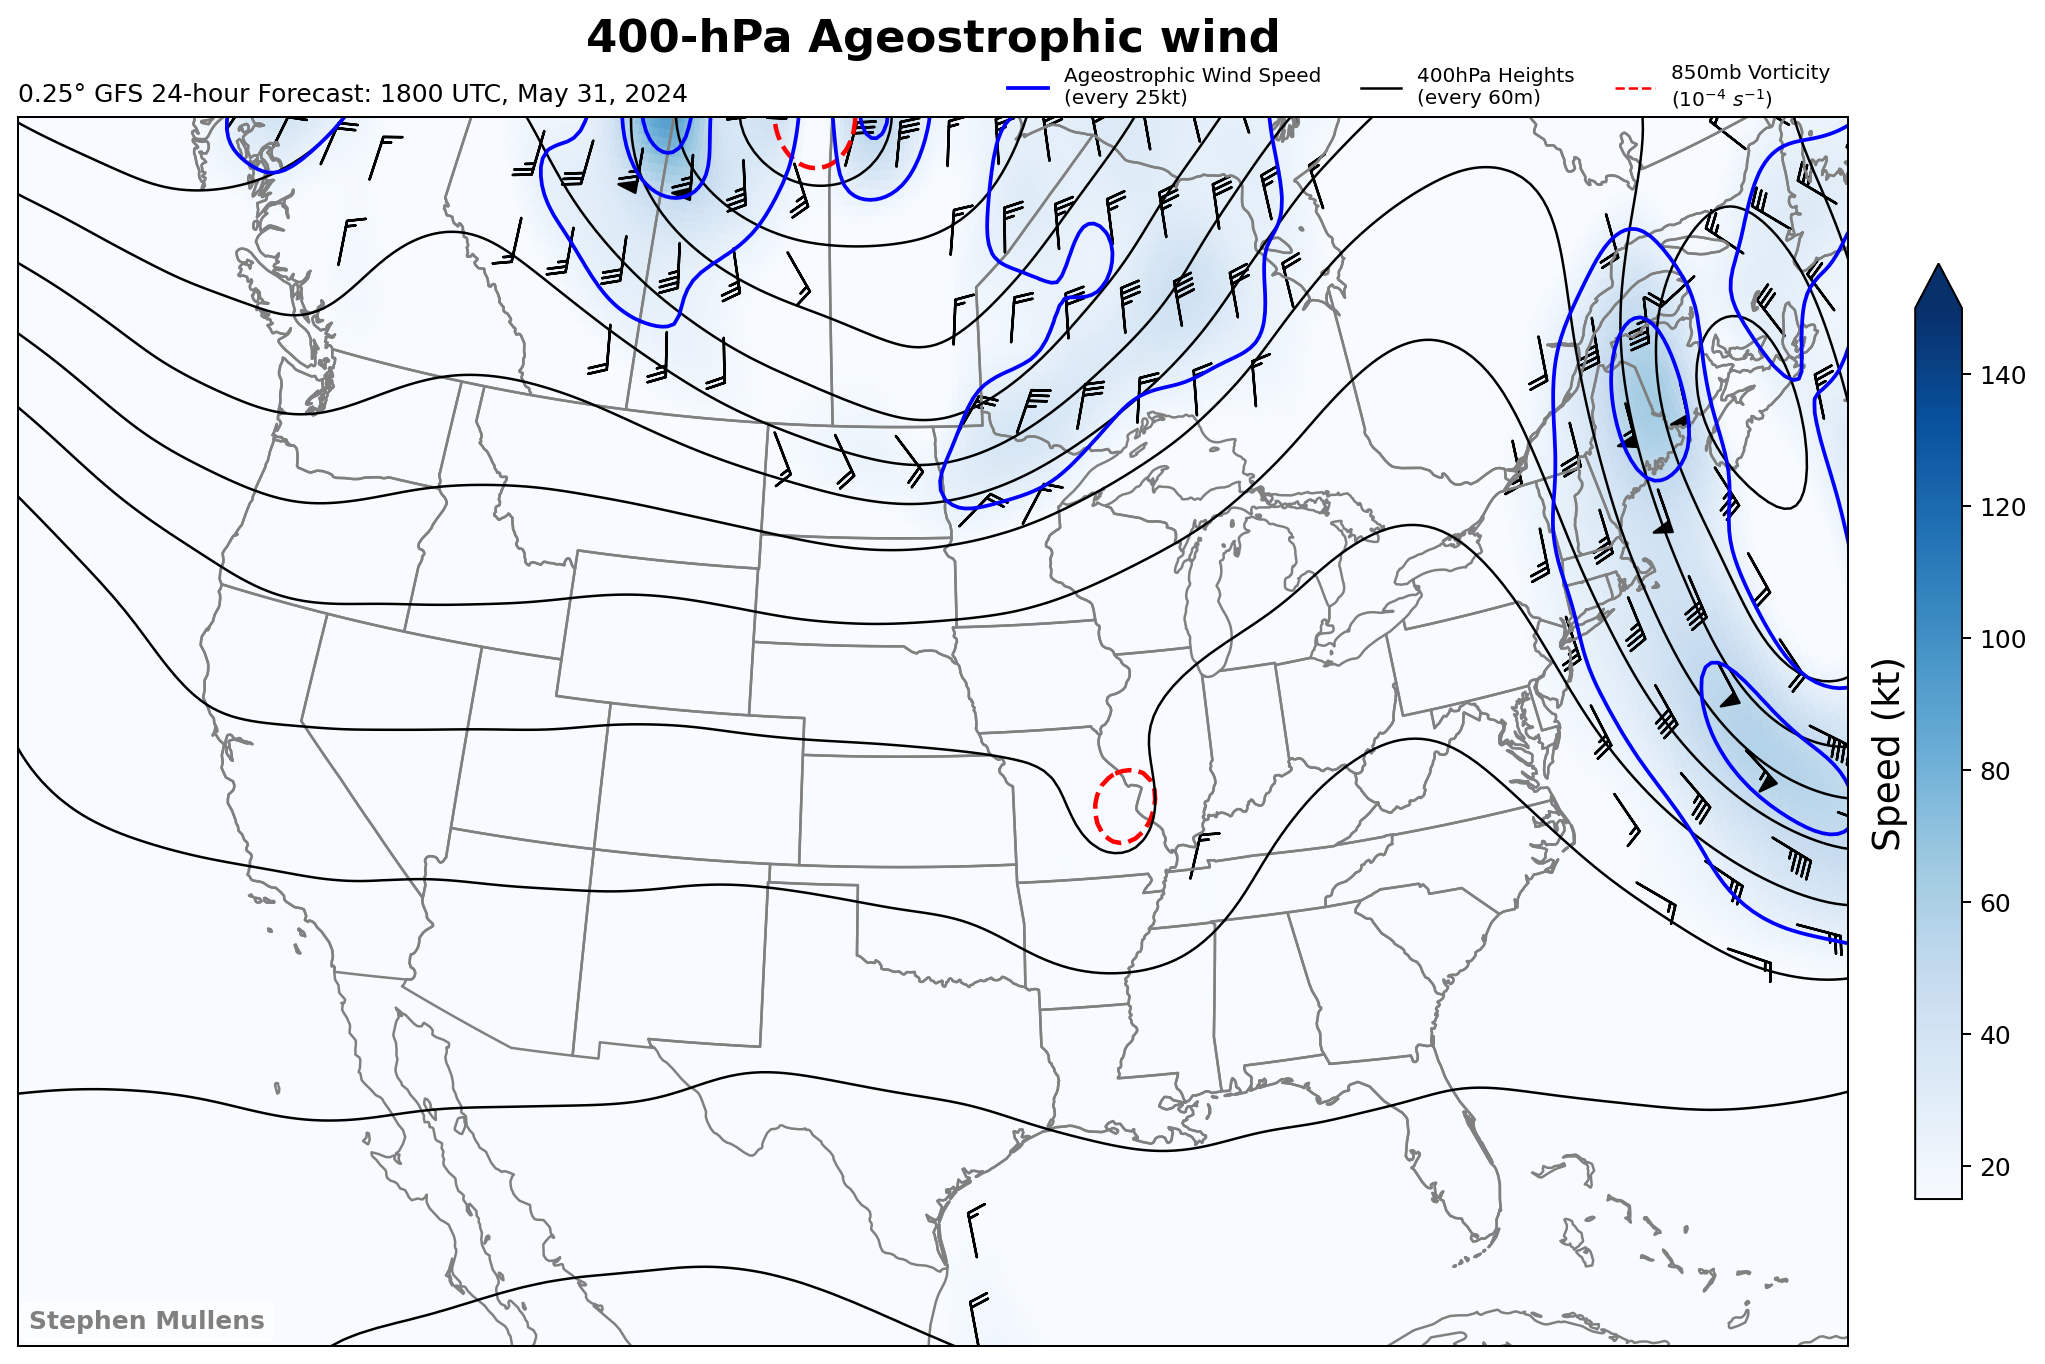 400-hPa Ageostrophic wind
0.25° GFS 24-hour Forecast: 1800 UTC, May 31, 2024
Ageostrophic Wind Speed
(every 25kt)
400hPa Heights
(every 60m)
850mb Vorticity
(10⁻⁴ s⁻¹)
140
120
100
80
60
40
20
Speed (kt)
Stephen Mullens